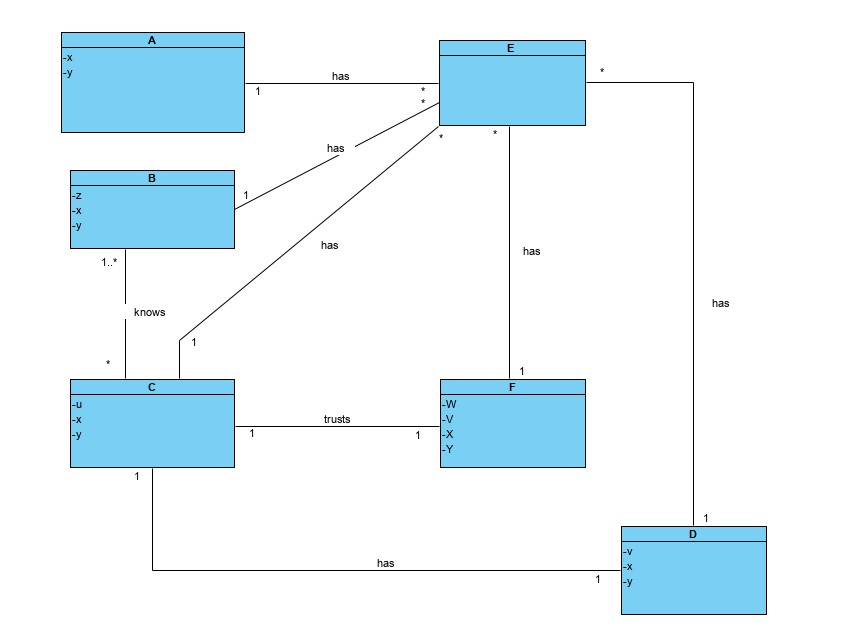 A
-x
-y
E
has
1
*
*
*
has
1
*
*
B
-z
-x
-y
has
has
has
1..*
knows
1
*
1
C
-u
-x
-y
trusts
1
1
F
-W
-V
-X
-Y
1
1
D
-v
-x
-y
has
1